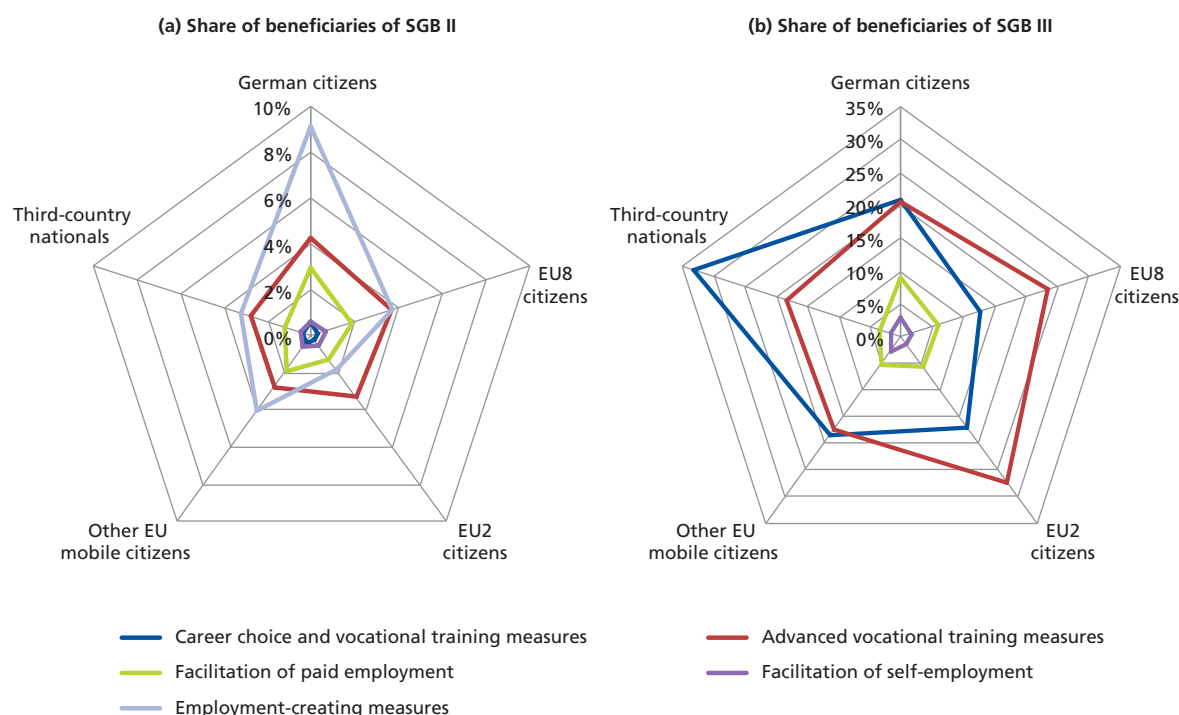 (a) Share of beneficiaries of SGB II
German citizens
10%
8%
6%
4%
2%
0%
Third-country
nationals
EU8
citizens
Other EU
mobile citizens
EU2
citizens
(b) Share of beneficiaries of SGB III
German citizens
35%
30%
25%
20%
15%
10%
5%
0%
Third-country
nationals
EU8
citizens
Other EU
mobile citizens
EU2
citizens
Career choice and vocational training measures
Advanced vocational training measures
Facilitation of paid employment
Facilitation of self-employment
Employment-creating measures